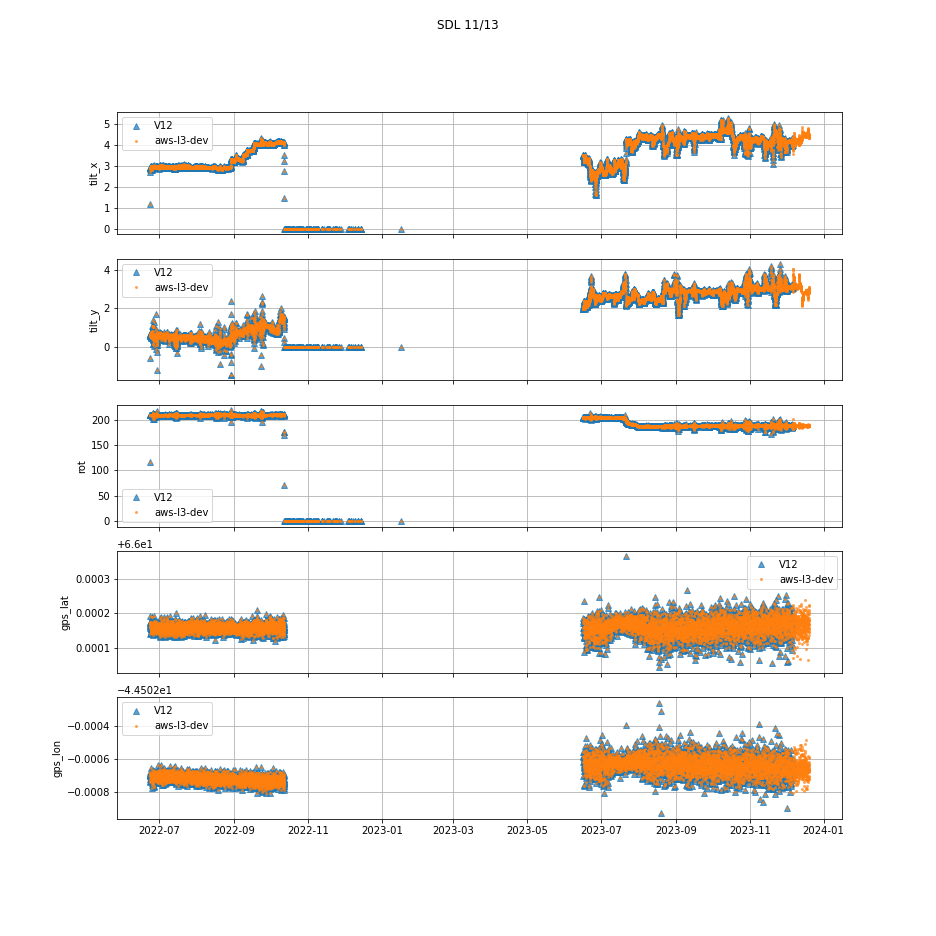 SDL 11/13
tilt_x
5
4
3
2
1
0
V12
aws-l3-dev
tilt_y
4
2
0
V12
aws-l3-dev
rot
200
150
100
50
0
V12
aws-l3-dev
+6.6e1
gps_lat
0.0003
0.0002
0.0001
V12
aws-l3-dev
−4.4502e1
gps_lon
−0.0004
−0.0006
−0.0008
V12
aws-l3-dev
2022-07 2022-09 2022-11 2023-01 2023-03 2023-05 2023-07 2023-09 2023-11 2024-01